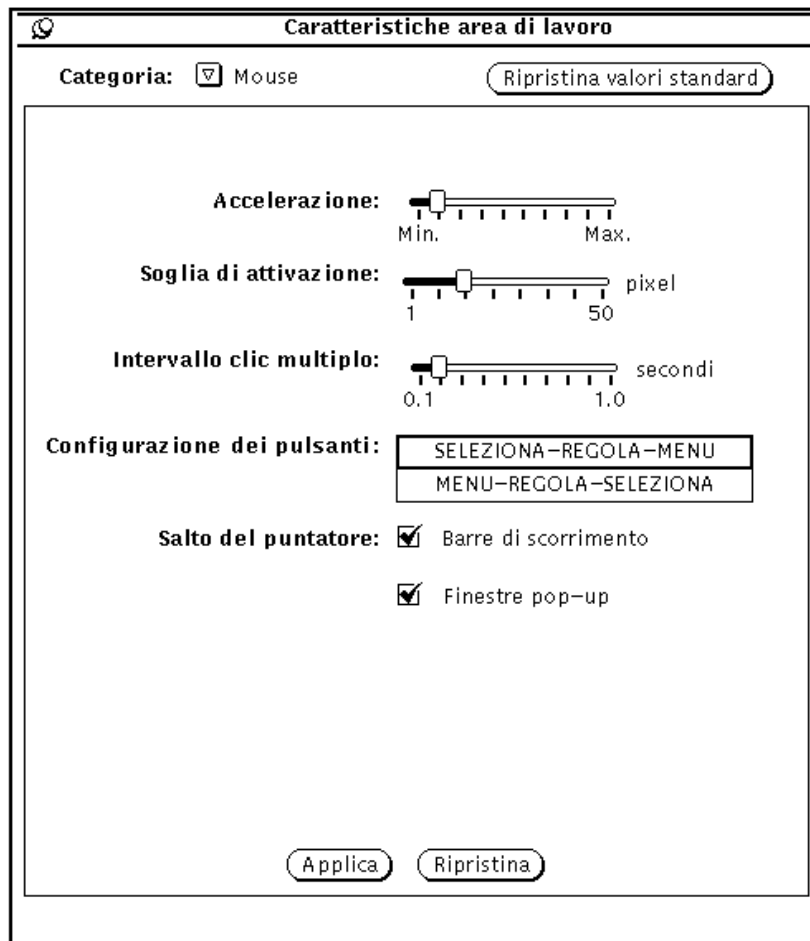 Caratteristiche area di lavoro
Categoria: Mouse Ripristina valori standard
Accelerazione:
Min. Max.
Soglia di attivazione: pixel
1 50
Intervallo clic multiplo: secondi
0.1 1.0
Configurazione dei pulsanti: SELEZIONA–REGOLA–MENU
MENU–REGOLA–SELEZIONA
Salto del puntatore: Barre di scorrimento
Finestre pop–up
Applica Ripristina